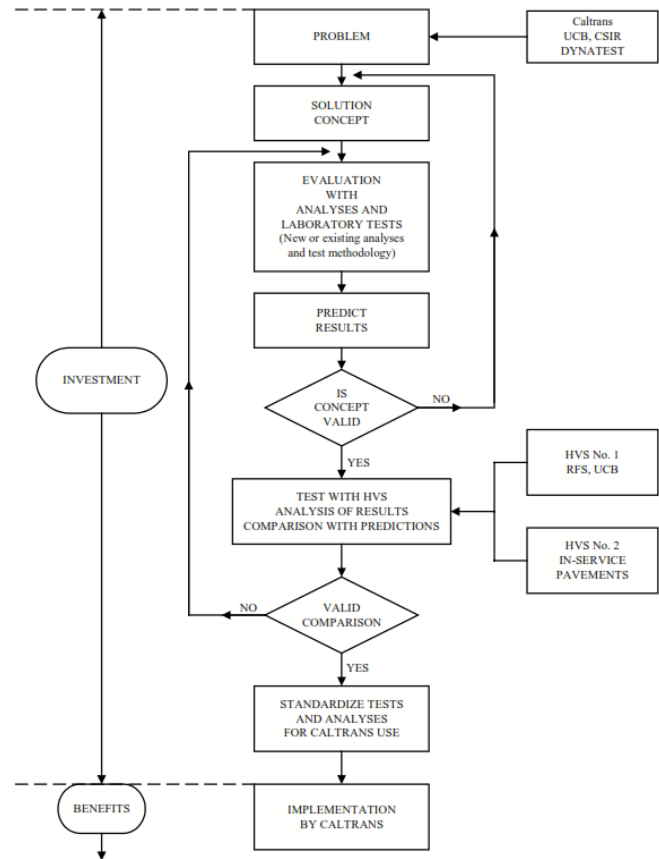 PROBLEM
Caltrans
UCB, CSIR
DYNATEST
SOLUTION
CONCEPT
EVALUATION
WITH
ANALYSES AND
LABORATORY TESTS
(New or existing analyses
and test methodology)
PREDICT
RESULTS
INVESTMENT
IS
CONCEPT
VALID
NO
YES
HVS No. 1
RFS, UCB
TEST WITH HVS
ANALYSIS OF RESULTS
COMPARISON WITH PREDICTIONS
HVS No. 2
IN-SERVICE
PAVEMENTS
NO
VALID
COMPARISON
YES
STANDARDIZE TESTS
AND ANALYSES
FOR CALTRANS USE
BENEFITS
IMPLEMENTATION
BY CALTRANS